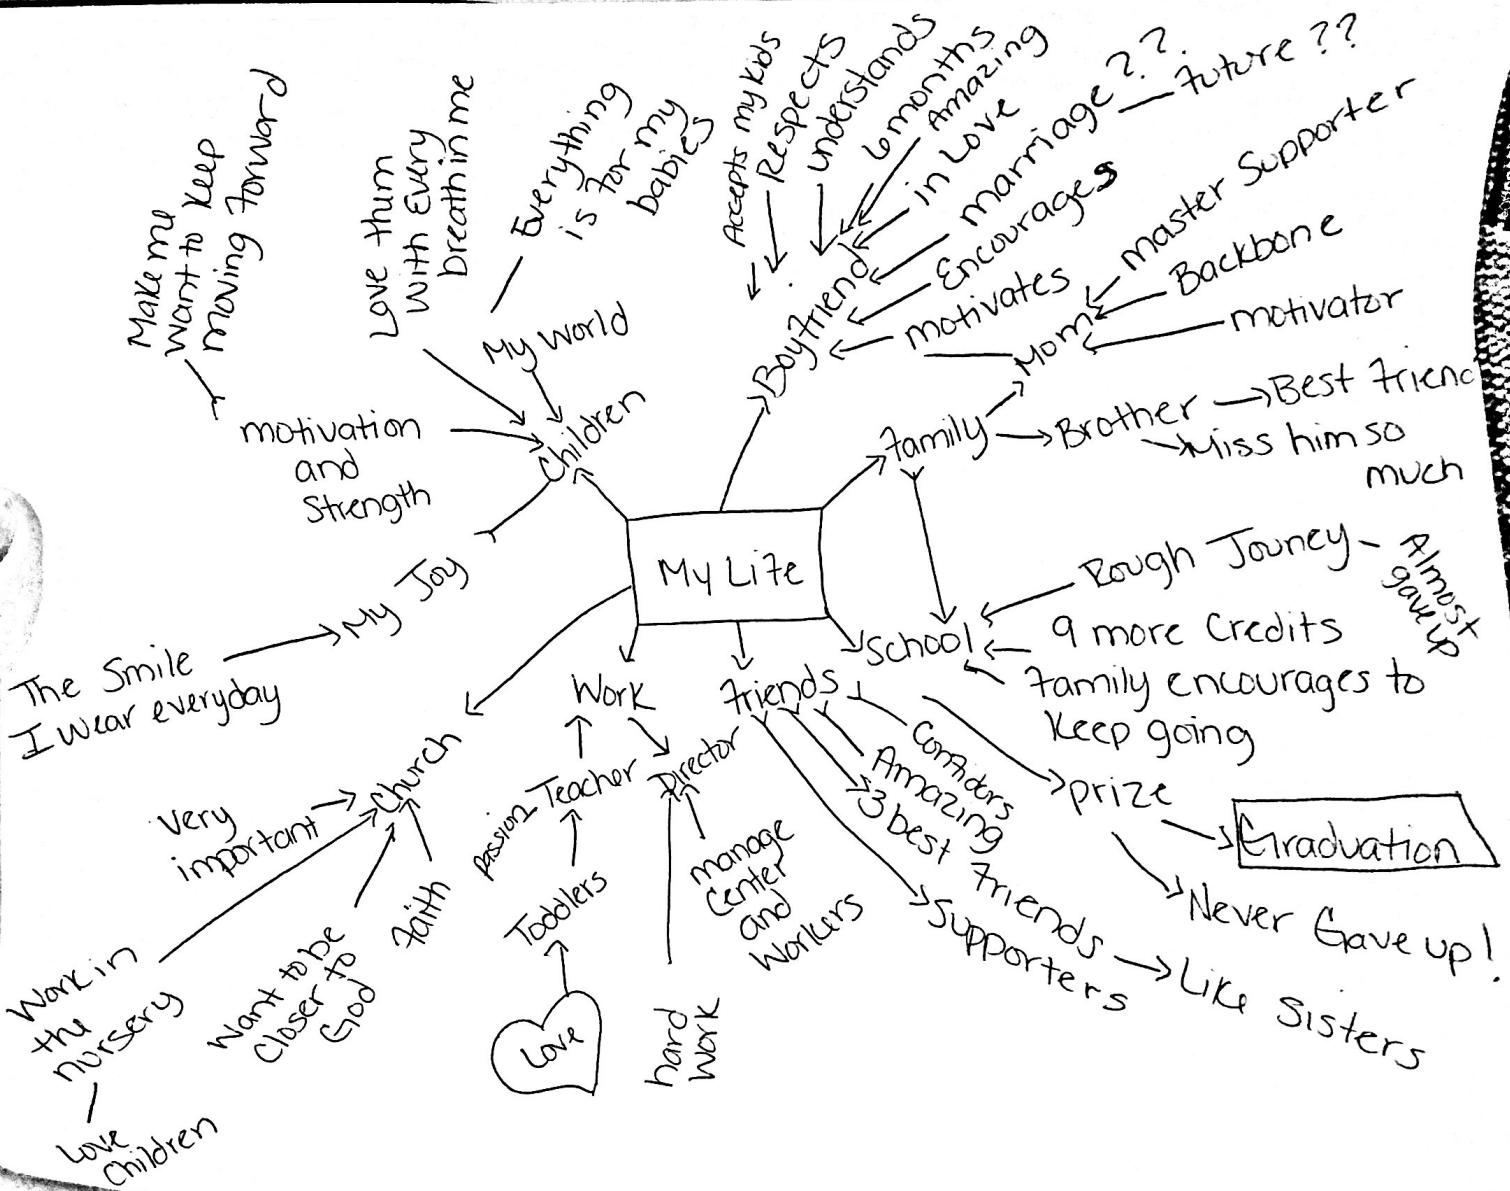 My Life
Children
My World
Everything
is for my
babies
Love them
With Every
breath in me
motivation
and
Strength
Make me
Want to keep
moving forward
My Joy
The Smile
I Wear everyday
Boyfriend
Accepts my kids
Respects
understands
6 months
Amazing
in Love
marriage??
Future??
Encourages
motivates
Family
Mom
Master Supporter
Backbone
motivator
Brother
Best Friend
Miss him so
much
School
Rough Jouney
Almost
gave up
9 more Credits
Family encourages to
Keep going
prize
Graduation
Never Gave up!
Friends
Confidors
Amazing
3 best Friends
Like Sisters
Supporters
Work
Director
manage
Center
and
Workers
hard
Work
Teacher
passion
Toddlers
Love
Church
Very
important
Faith
Want to be
Closer to
God
Work in
the
nursery
Love
Children